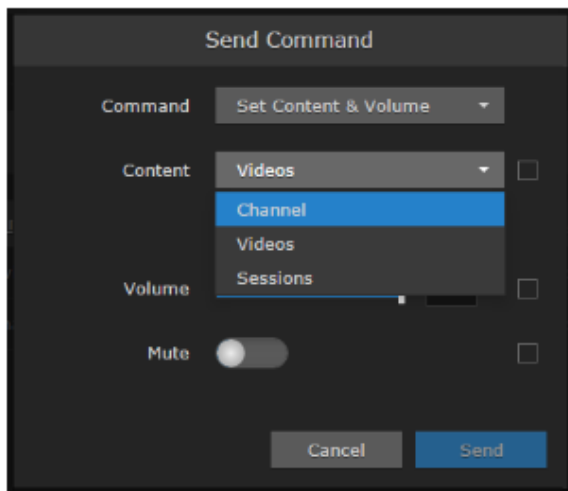 Send Command
Command Set Content & Volume
Content Videos
Channel
Videos
Sessions
Volume
Mute
Cancel Send